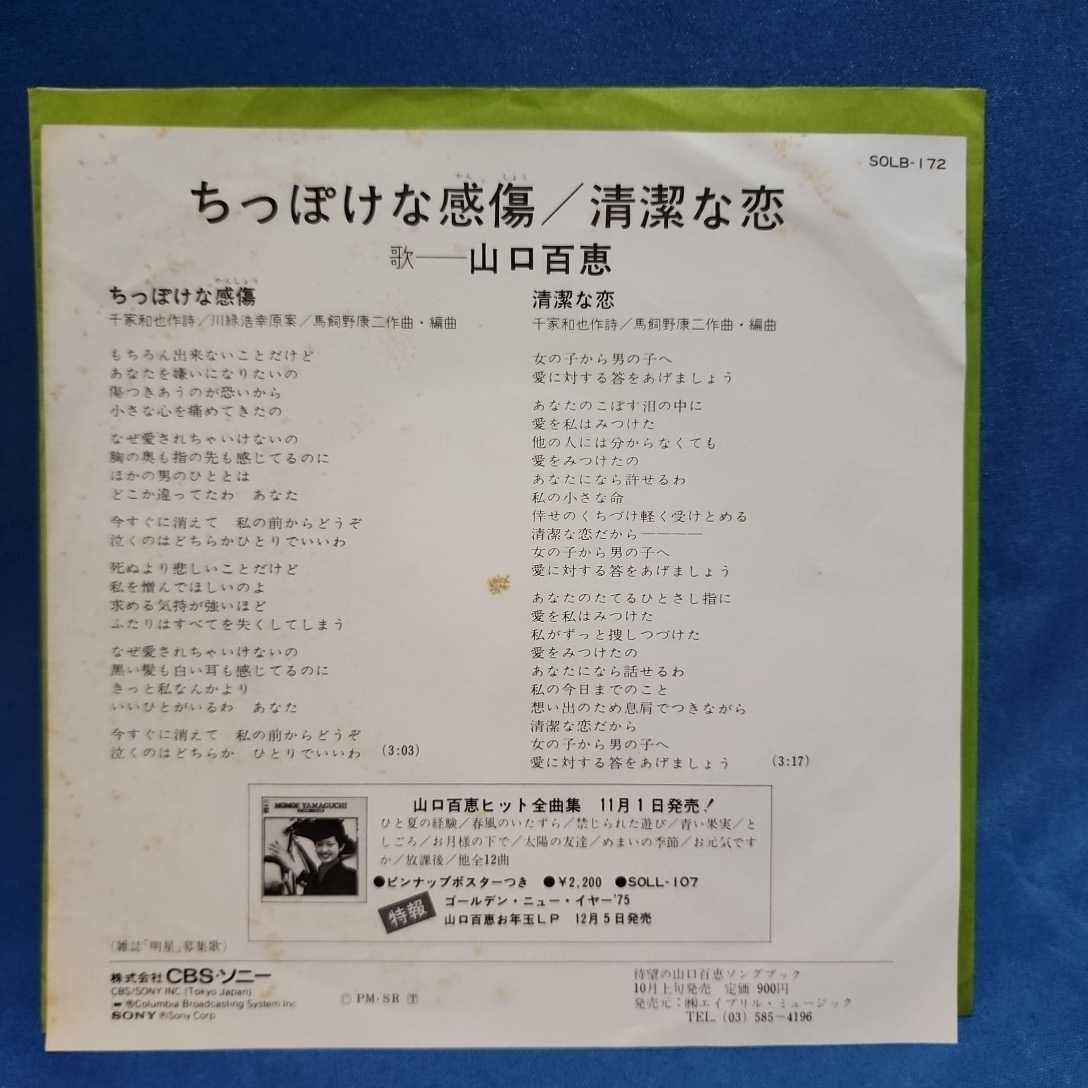 SOLB-172
ちっぽけな感傷/清潔な恋
歌——山口百恵
ちっぽけな感傷
千家和也作詩/川緑浩幸原案/馬飼野康二作曲・編曲
もちろん出来ないことだけど
あなたを嫌いになりたいの
傷つきあうのが恐いから
小さな心を痛めてきたの
なぜ愛されちゃいけないの
胸の奥も指の先も感じてるのに
ほかの男のひととは
どこか違ってたわ　あなた
今すぐに消えて　私の前からどうぞ
泣くのはどちらかひとりでいいわ
死ぬより悲しいことだけど
私を憎んでほしいのよ
求める気持が強いほど
ふたりはすべてを失くしてしまう
なぜ愛されちゃいけないの
黒い髪も白い耳も感じてるのに
きっと私なんかより
いいひとがいるわ　あなた
今すぐに消えて　私の前からどうぞ
泣くのはどちらか　ひとりでいいわ (3:03)
清潔な恋
千家和也作詩/馬飼野康二作曲・編曲
女の子から男の子へ
愛に対する答をあげましょう
あなたのこぼす泪の中に
愛を私はみつけた
他の人には分からなくても
愛をみつけたの
あなたになら許せるわ
私の小さな命
倖せのくちづけ軽く受けとめる
清潔な恋だから————
女の子から男の子へ
愛に対する答をあげましょう
あなたのたてるひとさし指に
愛を私はみつけた
私がずっと捜しつづけた
愛をみつけたの
あなたになら話せるわ
私の今日までのこと
想い出のため息肩でつきながら
清潔な恋だから
女の子から男の子へ
愛に対する答をあげましょう (3:17)
MOMOE YAMAGUCHI
山口百恵ヒット全曲集　11月1日発売!
ひと夏の経験/春風のいたずら/禁じられた遊び/青い果実/と
しごろ/お月様の下で/太陽の友達/めまいの季節/お元気です
か/放課後/他全12曲
●ピンナップポスターつき　●¥2,200　●SOLL-107
特報
ゴールデン・ニュー・イヤー'75
山口百恵お年玉LP　12月5日発売
(雑誌「明星」募集歌)
株式会社 CBS・ソニー
CBS/SONY INC (Tokyo Japan)
®Columbia Broadcasting System Inc
SONY ®Sony Corp
© PM・SR Ⓣ
待望の山口百恵ソングブック
10月上旬発売　定価 900円
発売元:㈱エイプリル・ミュージック
TEL. (03) 585-4196